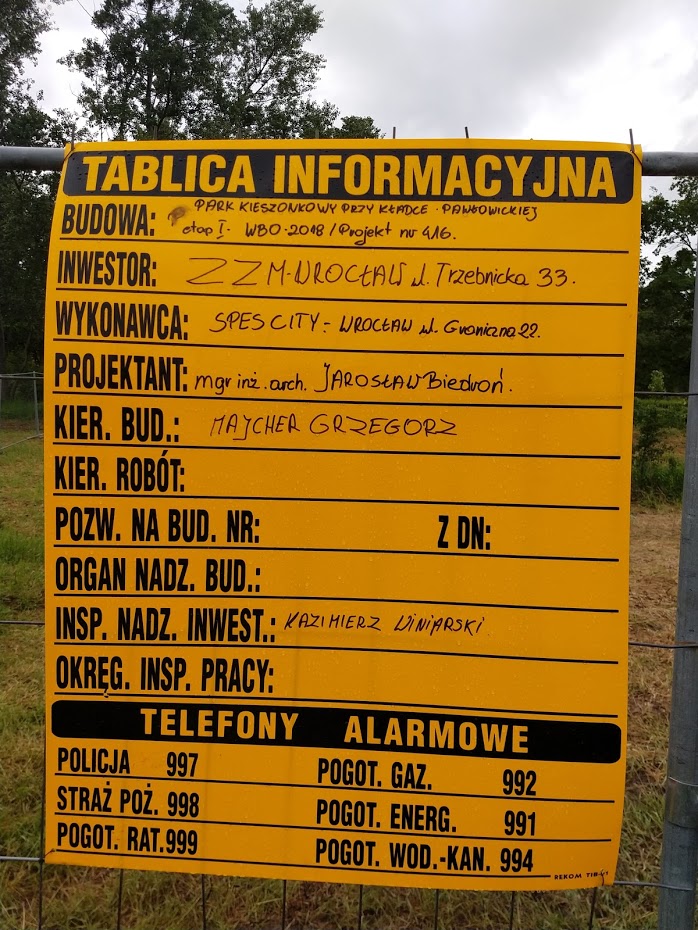 TABLICA INFORMACYJNA
BUDOWA: PARK KIESZONKOWY PRZY KŁADCE · PAWŁOWICKIEJ
etap I - WBO-2018 / Projekt nr 416.
INWESTOR: ZZM-WROCŁAW ul. Trzebnicka 33.
WYKONAWCA: SPES CITY - WROCŁAW ul. Graniczna 22.
PROJEKTANT: mgr inż. arch. JAROSŁAW Biedroń.
KIER. BUD.: MAJCHER GRZEGORZ
KIER. ROBÓT:
POZW. NA BUD. NR: Z DN:
ORGAN NADZ. BUD.:
INSP. NADZ. INWEST.: KAZIMIERZ WINIARSKI
OKRĘG. INSP. PRACY:
TELEFONY ALARMOWE
POLICJA 997 POGOT. GAZ. 992
STRAŻ POŻ. 998 POGOT. ENERG. 991
POGOT. RAT. 999 POGOT. WOD.-KAN. 994
REKOM